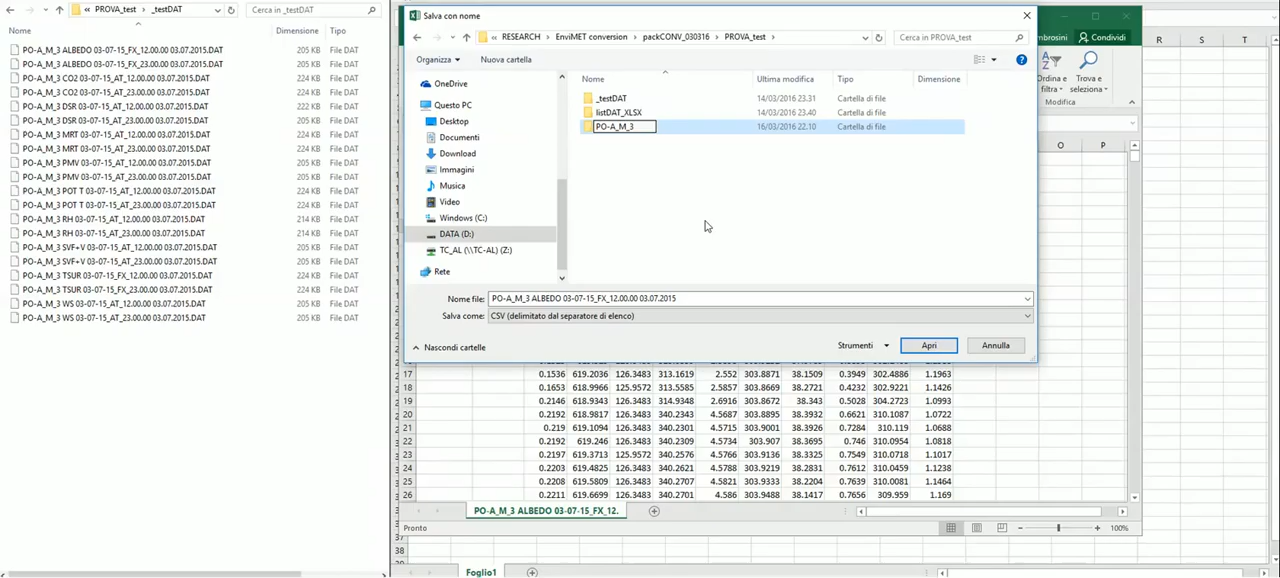 PROVA_test
_testDAT
Cerca in _testDAT
Nome
Dimensione
Tipo
PO-A_M_3 ALBEDO 03-07-15_FX_12.00.00 03.07.2015.DAT 205 KB File DAT
PO-A_M_3 ALBEDO 03-07-15_FX_23.00.00 03.07.2015.DAT 205 KB File DAT
PO-A_M_3 CO2 03-07-15_AT_12.00.00 03.07.2015.DAT 205 KB File DAT
PO-A_M_3 CO2 03-07-15_AT_23.00.00 03.07.2015.DAT 205 KB File DAT
PO-A_M_3 DSR 03-07-15_AT_12.00.00 03.07.2015.DAT 222 KB File DAT
PO-A_M_3 DSR 03-07-15_AT_23.00.00 03.07.2015.DAT 205 KB File DAT
PO-A_M_3 MRT 03-07-15_AT_12.00.00 03.07.2015.DAT 224 KB File DAT
PO-A_M_3 MRT 03-07-15_AT_23.00.00 03.07.2015.DAT 224 KB File DAT
PO-A_M_3 PMV 03-07-15_AT_12.00.00 03.07.2015.DAT 205 KB File DAT
PO-A_M_3 PMV 03-07-15_AT_23.00.00 03.07.2015.DAT 205 KB File DAT
PO-A_M_3 POT T 03-07-15_AT_12.00.00 03.07.2015.DAT 224 KB File DAT
PO-A_M_3 POT T 03-07-15_AT_23.00.00 03.07.2015.DAT 224 KB File DAT
PO-A_M_3 RH 03-07-15_AT_12.00.00 03.07.2015.DAT 214 KB File DAT
PO-A_M_3 RH 03-07-15_AT_23.00.00 03.07.2015.DAT 214 KB File DAT
PO-A_M_3 SVF+V 03-07-15_AT_12.00.00 03.07.2015.DAT 205 KB File DAT
PO-A_M_3 SVF+V 03-07-15_AT_23.00.00 03.07.2015.DAT 205 KB File DAT
PO-A_M_3 TSUR 03-07-15_FX_12.00.00 03.07.2015.DAT 224 KB File DAT
PO-A_M_3 TSUR 03-07-15_FX_23.00.00 03.07.2015.DAT 224 KB File DAT
PO-A_M_3 WS 03-07-15_AT_12.00.00 03.07.2015.DAT 205 KB File DAT
PO-A_M_3 WS 03-07-15_AT_23.00.00 03.07.2015.DAT 205 KB File DAT
Salva con nome
RESEARCH
EnviMET conversion
packCONV_030316
PROVA_test
Cerca in PROVA_test
Organizza
Nuova cartella
OneDrive
Questo PC
Desktop
Documenti
Download
Immagini
Musica
Video
Windows (C:)
DATA (D:)
TC_AL (\\TC-AL) (Z:)
Rete
Nome
Ultima modifica
Tipo
Dimensione
_testDAT 14/03/2016 23.31 Cartella di file
listDAT_XLSX 14/03/2016 23.40 Cartella di file
PO-A_M_3 16/03/2016 22.10 Cartella di file
Nome file: PO-A_M_3 ALBEDO 03-07-15_FX_12.00.00 03.07.2015
Salva come: CSV (delimitato dal separatore di elenco)
Nascondi cartelle
Strumenti
Apri
Annulla
Condividi
Trova e
seleziona
Modifica
O P
R S T
17 0.1536 619.2036 126.3483 313.1619 2.552 303.8871 38.1509 0.3949 302.4886 1.1963
18 0.1653 618.9966 125.9572 313.5585 2.5857 303.8669 38.2721 0.4232 302.9221 1.1426
19 0.2146 618.9343 126.3483 314.9348 2.6916 303.8672 38.343 0.5028 304.2723 1.0993
20 0.2192 618.9817 126.3483 340.2343 4.5687 303.8895 38.3932 0.6621 310.1087 1.0722
21 0.219 619.1094 126.3483 340.2301 4.5715 303.9001 38.3926 0.7284 310.119 1.0688
22 0.2192 619.246 126.3483 340.2309 4.5734 303.907 38.3695 0.746 310.0954 1.0818
23 0.2197 619.3713 125.9572 340.2576 4.5766 303.9136 38.3325 0.7549 310.0718 1.1017
24 0.2203 619.4825 126.3483 340.2621 4.5788 303.9219 38.2831 0.7612 310.0459 1.1238
25 0.2208 619.5809 126.3483 340.2707 4.5821 303.9333 38.2204 0.7639 310.0081 1.1464
26 0.2211 619.6699 126.3483 340.2701 4.586 303.9488 38.1417 0.7656 309.959 1.169
PO-A_M_3 ALBEDO 03-07-15_FX_12.
Pronto
100%
38
39
40
Foglio1